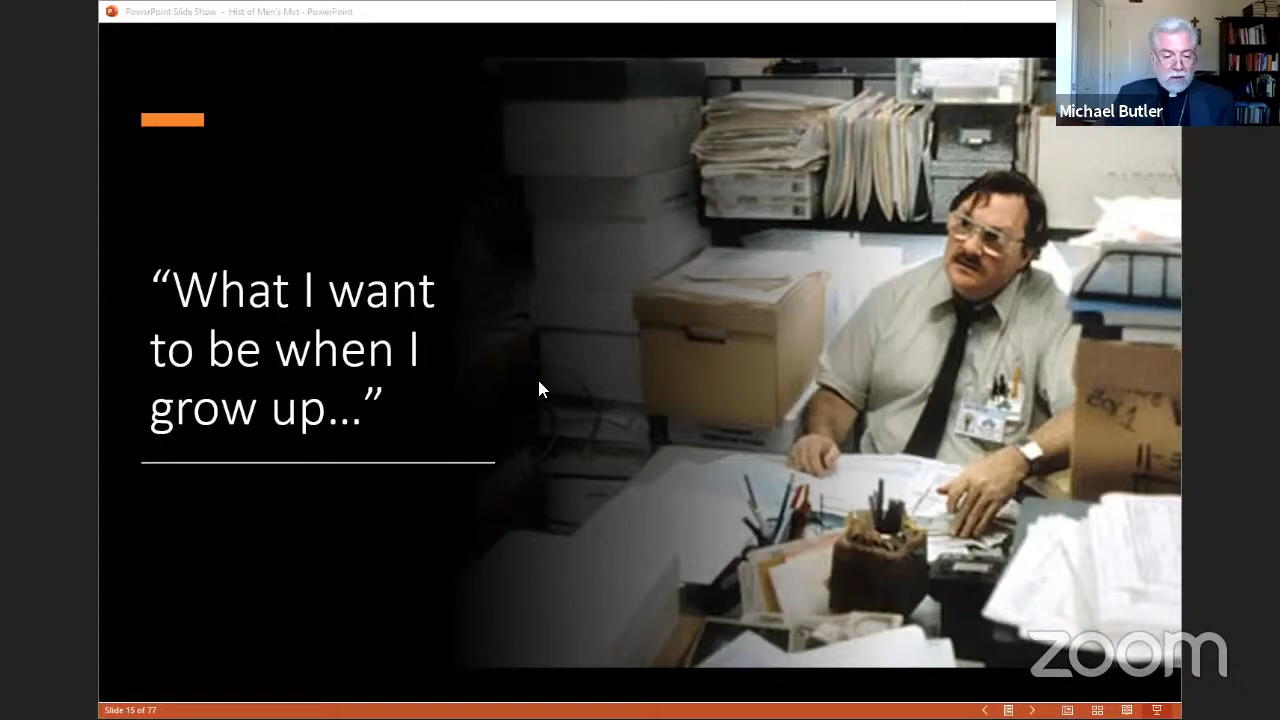 PowerPoint Slide Show - Hist of Men's Mvt - PowerPoint
Michael Butler
“What I want
to be when I
grow up…”
zoom
Slide 15 of 77